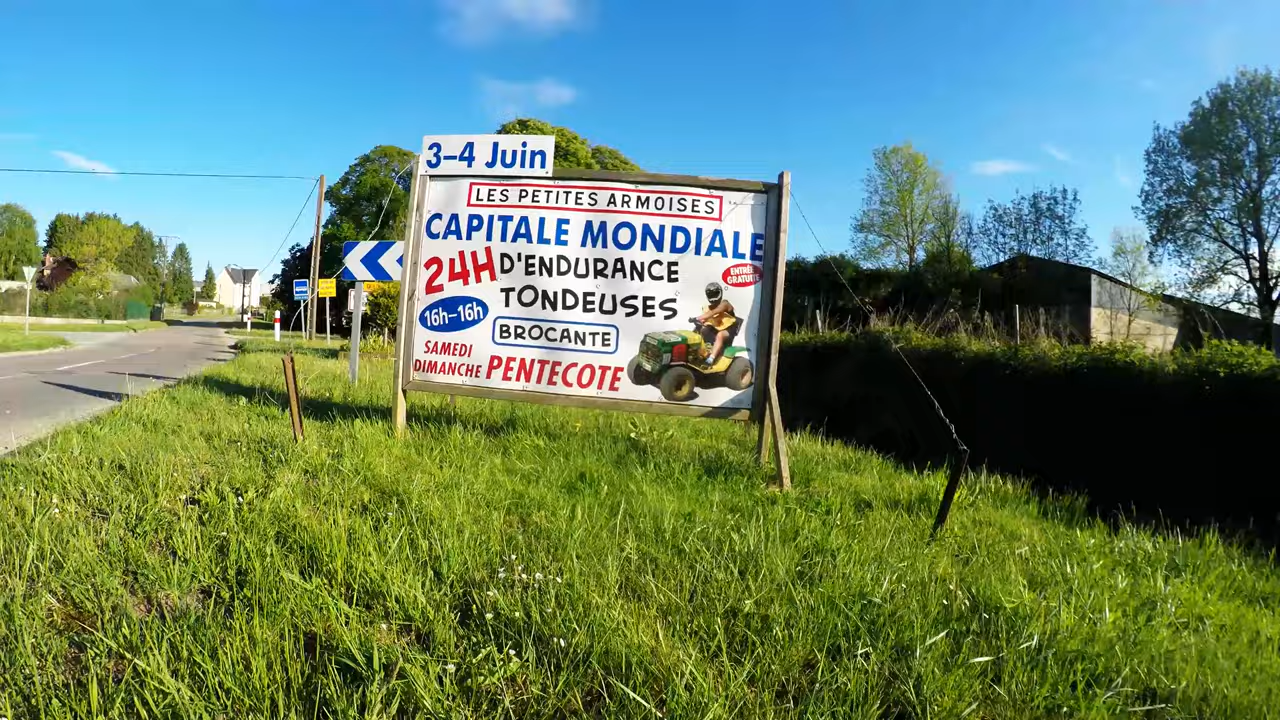 3–4 Juin
LES PETITES ARMOISES
CAPITALE MONDIALE
24H D'ENDURANCE
TONDEUSES
ENTRÉE
GRATUITE
16h–16h
BROCANTE
SAMEDI
DIMANCHE PENTECOTE